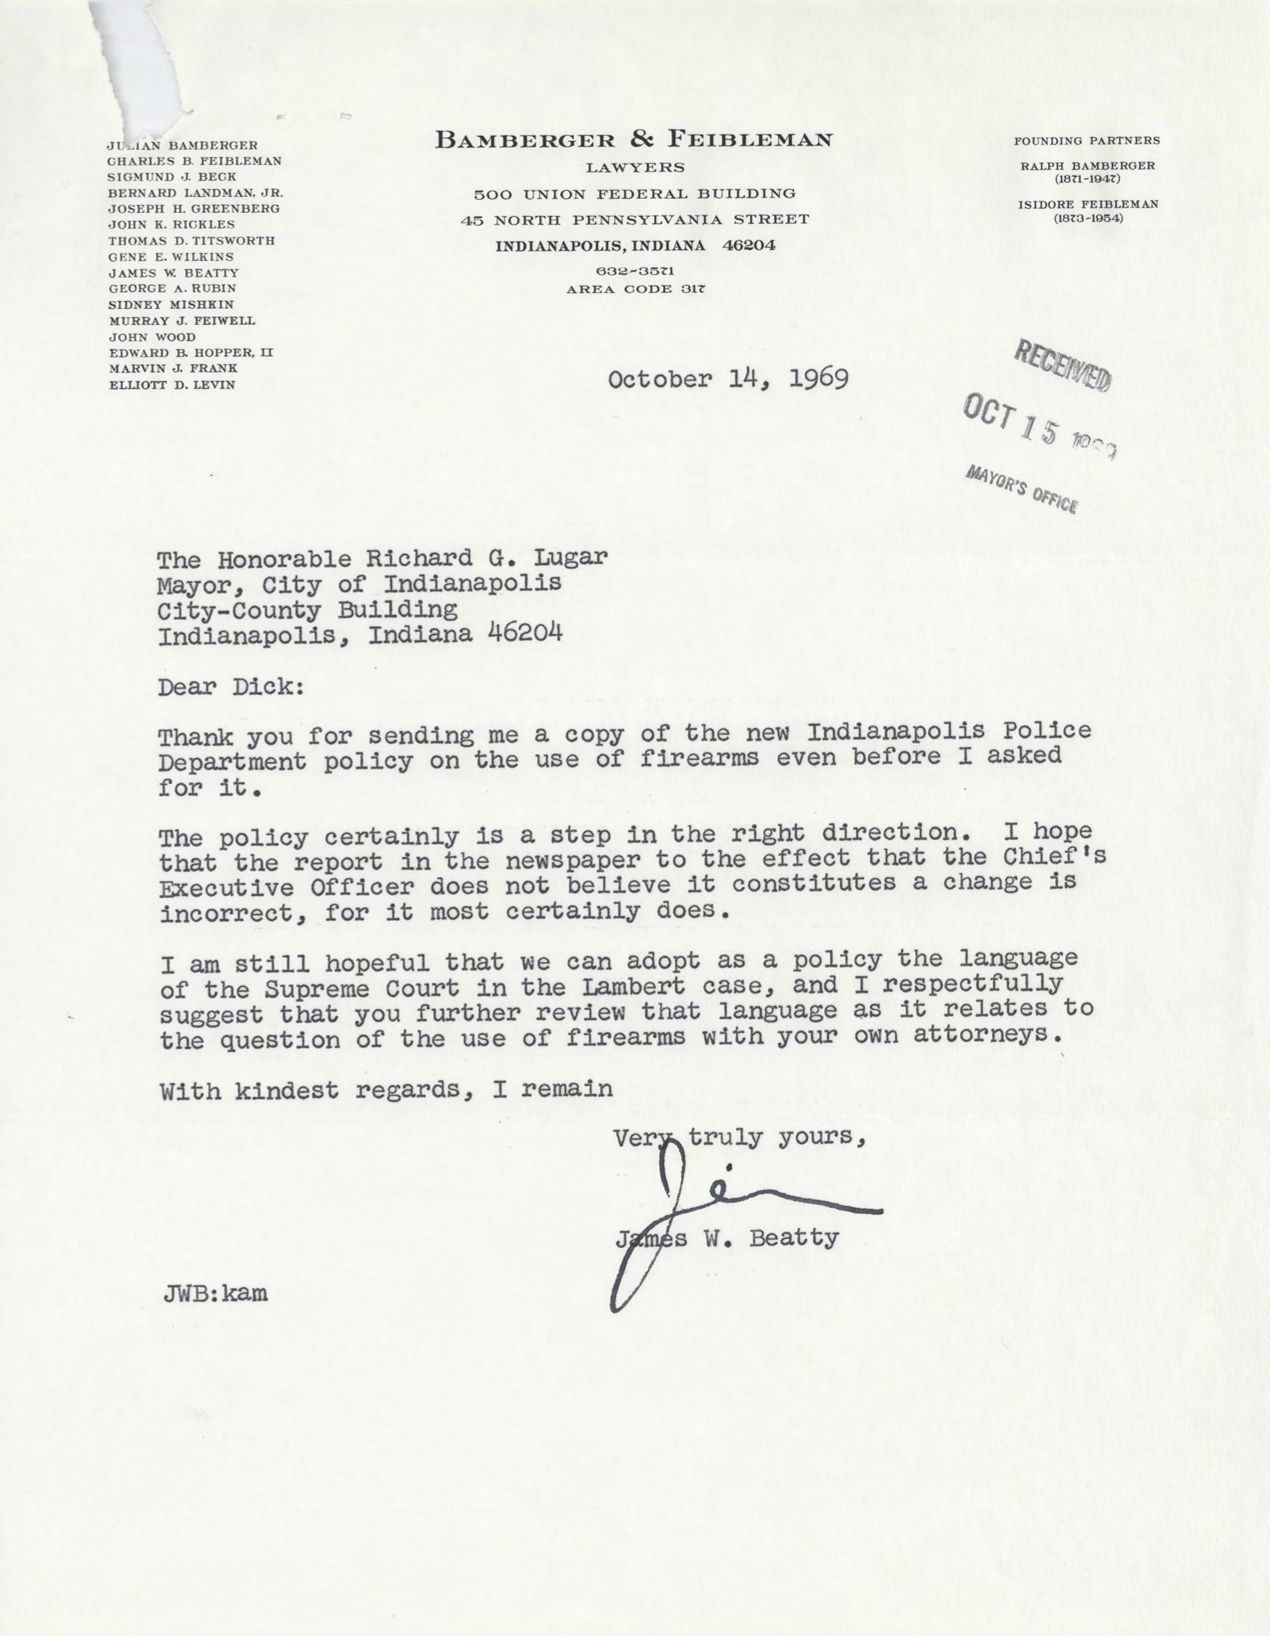 JULIAN BAMBERGER
CHARLES B. FEIBLEMAN
SIGMUND J. BECK
BERNARD LANDMAN, JR.
JOSEPH H. GREENBERG
JOHN K. RICKLES
THOMAS D. TITSWORTH
GENE E. WILKINS
JAMES W. BEATTY
GEORGE A. RUBIN
SIDNEY MISHKIN
MURRAY J. FEIWELL
JOHN WOOD
EDWARD B. HOPPER, II
MARVIN J. FRANK
ELLIOTT D. LEVIN
BAMBERGER & FEIBLEMAN
LAWYERS
500 UNION FEDERAL BUILDING
45 NORTH PENNSYLVANIA STREET
INDIANAPOLIS, INDIANA 46204
632-3571
AREA CODE 317
FOUNDING PARTNERS
RALPH BAMBERGER
(1871-1947)
ISIDORE FEIBLEMAN
(1873-1954)
October 14, 1969
RECEIVED
OCT 15 1969
MAYOR'S OFFICE
The Honorable Richard G. Lugar
Mayor, City of Indianapolis
City-County Building
Indianapolis, Indiana 46204
Dear Dick:
Thank you for sending me a copy of the new Indianapolis Police
Department policy on the use of firearms even before I asked
for it.
The policy certainly is a step in the right direction. I hope
that the report in the newspaper to the effect that the Chief's
Executive Officer does not believe it constitutes a change is
incorrect, for it most certainly does.
I am still hopeful that we can adopt as a policy the language
of the Supreme Court in the Lambert case, and I respectfully
suggest that you further review that language as it relates to
the question of the use of firearms with your own attorneys.
With kindest regards, I remain
Very truly yours,
Jim
James W. Beatty
JWB:kam